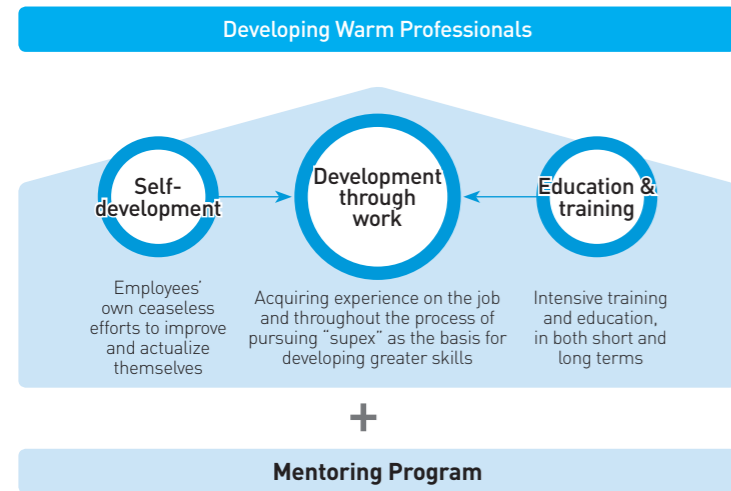 Developing Warm Professionals
Self-
development
Development
through
work
Education &
training
Employees’
own ceaseless
efforts to improve
and actualize
themselves
Acquiring experience on the job
and throughout the process of
pursuing “supex” as the basis for
developing greater skills
Intensive training
and education,
in both short and
long terms
+
Mentoring Program